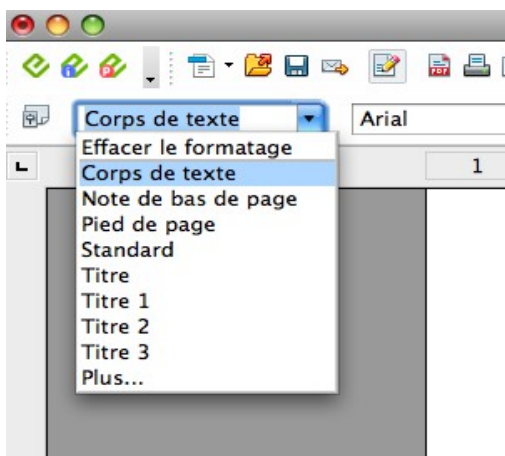 Corps de texte
Arial
Effacer le formatage
1
Corps de texte
Note de bas de page
Pied de page
Standard
Titre
Titre 1
Titre 2
Titre 3
Plus...